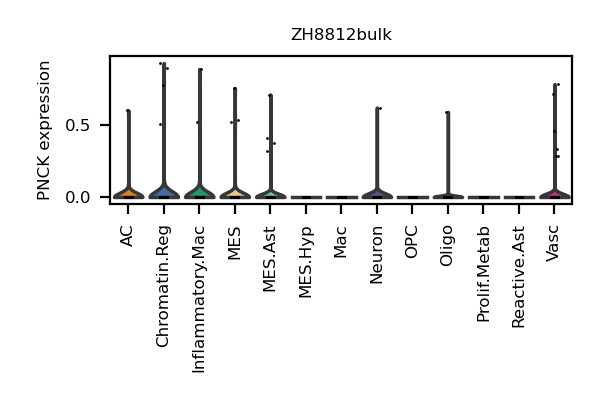 ZH8812bulk
PNCK expression
0.5
0.0
AC
Chromatin.Reg
Inflammatory.Mac
MES
MES.Ast
MES.Hyp
Mac
Neuron
OPC
Oligo
Prolif.Metab
Reactive.Ast
Vasc